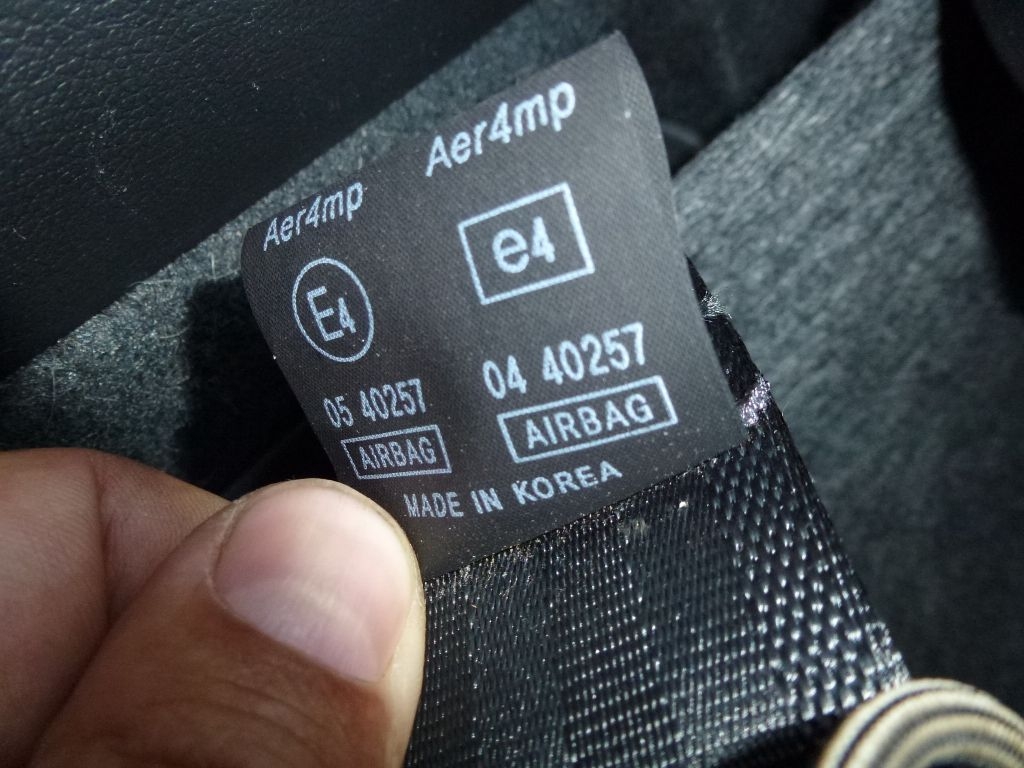 Aer4mp
E4
05 40257
AIRBAG
Aer4mp
e4
04 40257
AIRBAG
MADE IN KOREA